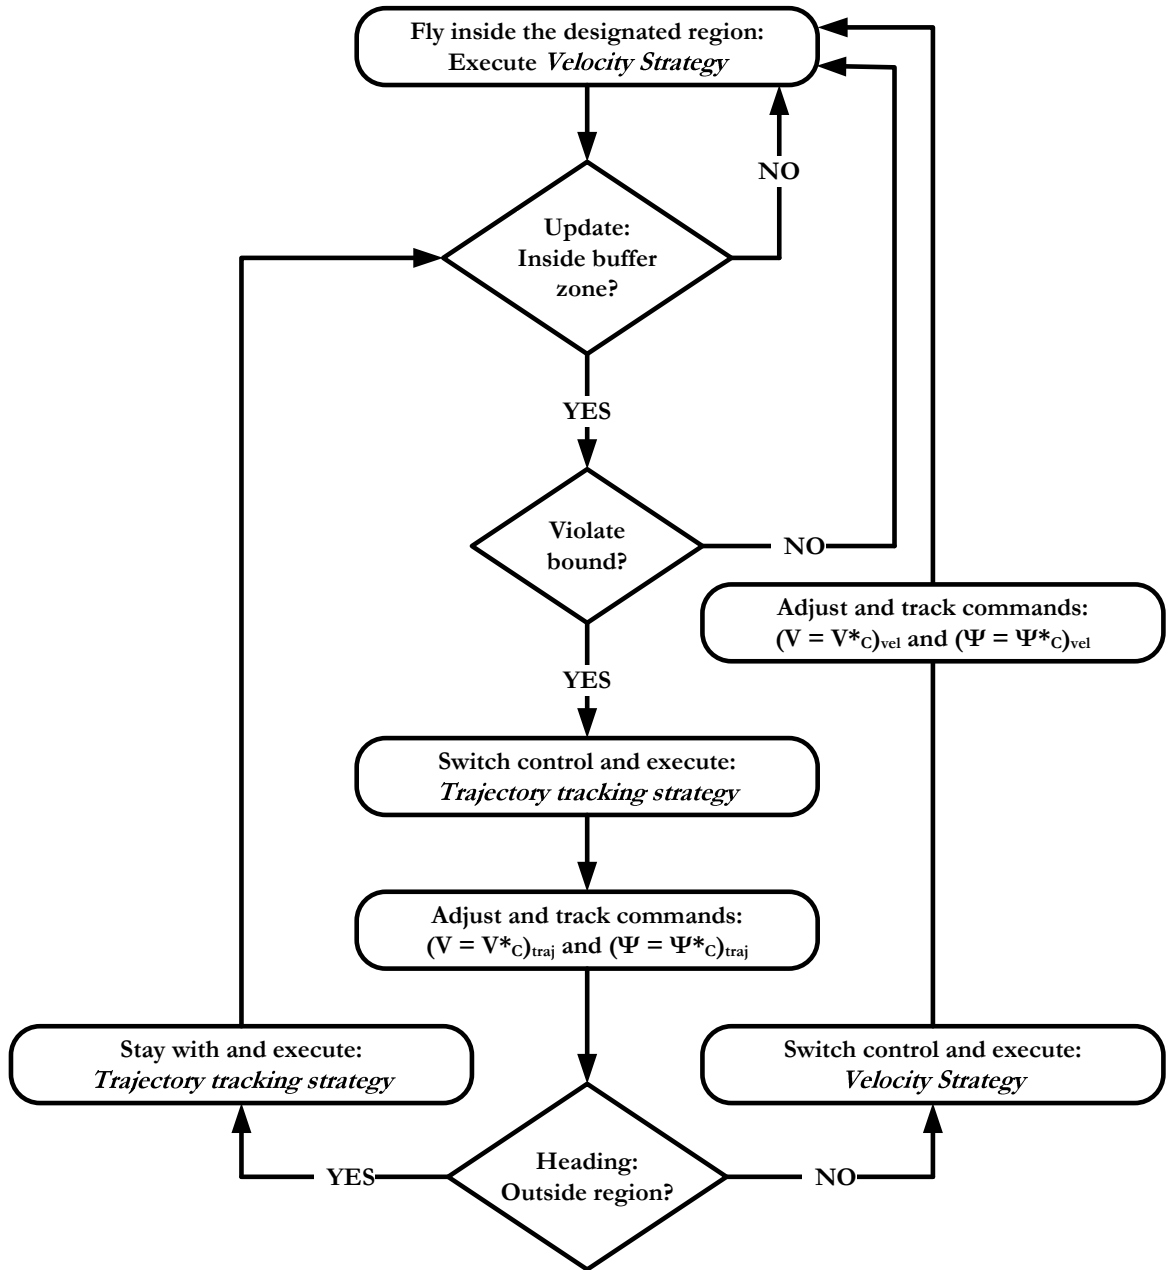 Fly inside the designated region:
Execute Velocity Strategy
NO
Update:
Inside buffer
zone?
YES
Violate
bound?
NO
Adjust and track commands:
(V = V*C)vel and (Ψ = Ψ*C)vel
YES
Switch control and execute:
Trajectory tracking strategy
Adjust and track commands:
(V = V*C)traj and (Ψ = Ψ*C)traj
Stay with and execute:
Trajectory tracking strategy
Switch control and execute:
Velocity Strategy
Heading:
Outside region?
YES
NO